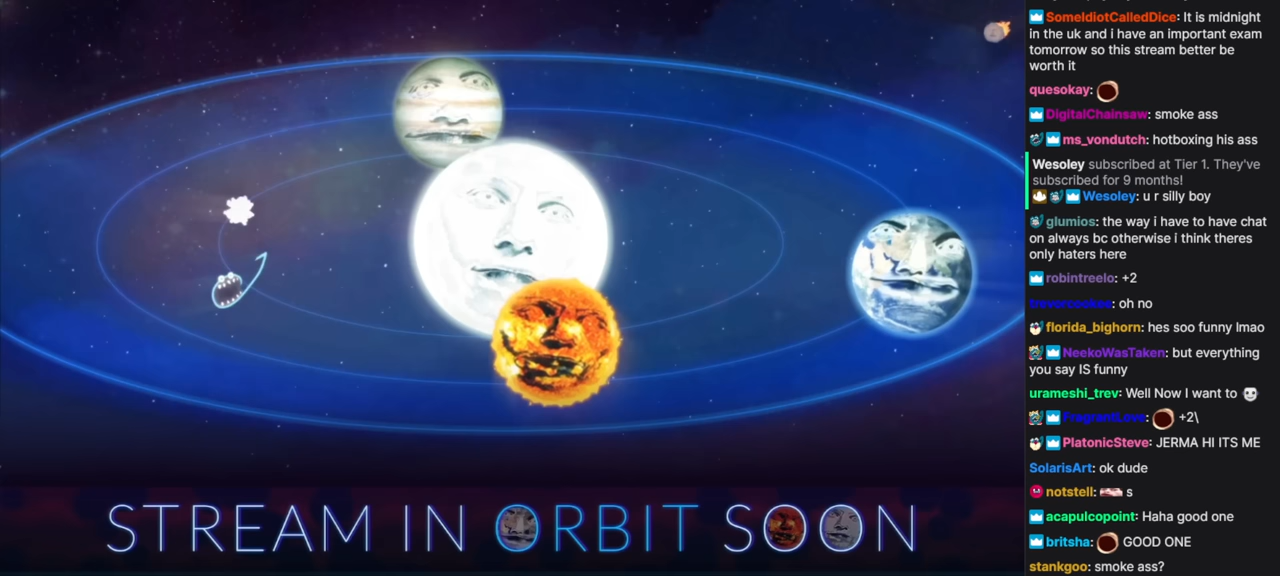 STREAM IN ORBIT SOON
SomeIdiotCalledDice: It is midnight
in the uk and i have an important exam
tomorrow so this stream better be
worth it
quesokay:
DigitalChainsaw: smoke ass
ms_vondutch: hotboxing his ass
Wesoley subscribed at Tier 1. They've
subscribed for 9 months!
Wesoley: u r silly boy
glumios: the way i have to have chat
on always bc otherwise i think theres
only haters here
robintreelo: +2
trevorcookee: oh no
florida_bighorn: hes soo funny lmao
NeekoWasTaken: but everything
you say IS funny
urameshi_trev: Well Now I want to
FragrantLove: +2\
PlatonicSteve: JERMA HI ITS ME
SolarisArt: ok dude
notstell: s
acapulcopoint: Haha good one
britsha: GOOD ONE
stankgoo: smoke ass?